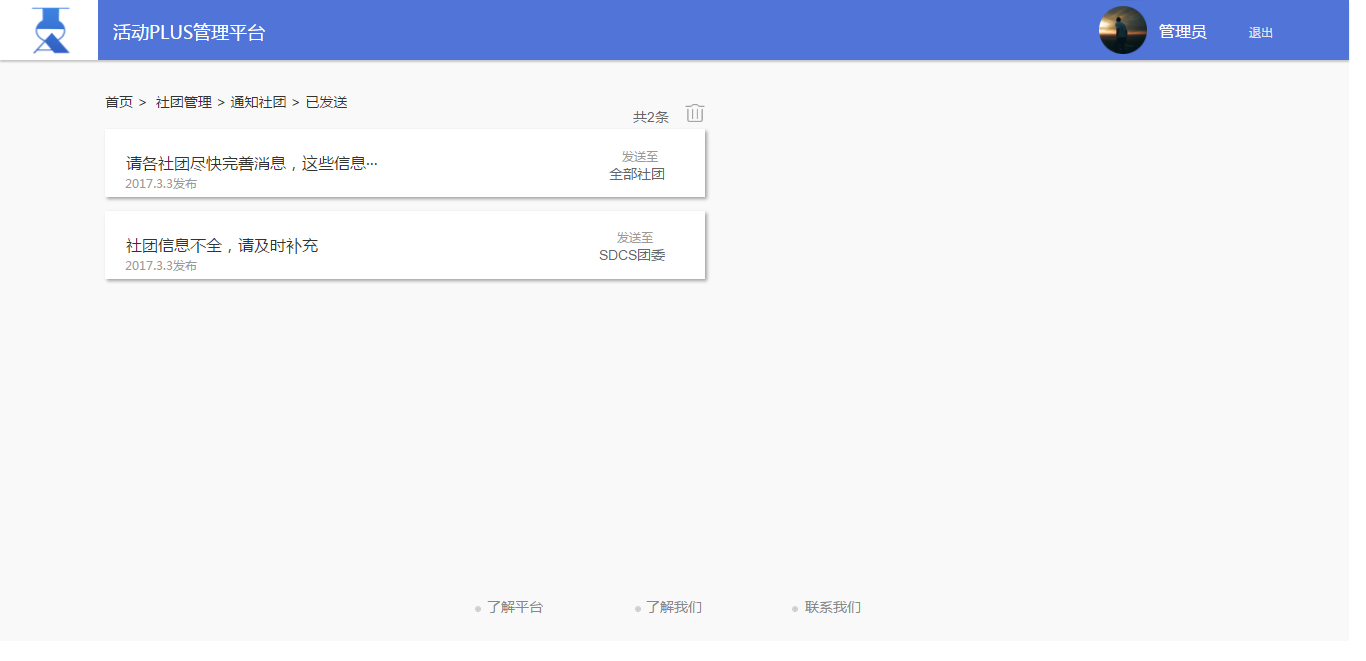 活动PLUS管理平台
管理员
退出
首页 > 社团管理 > 通知社团 > 已发送
共2条
请各社团尽快完善消息，这些信息···
2017.3.3发布
发送至
全部社团
社团信息不全，请及时补充
2017.3.3发布
发送至
SDCS团委
了解平台
了解我们
联系我们